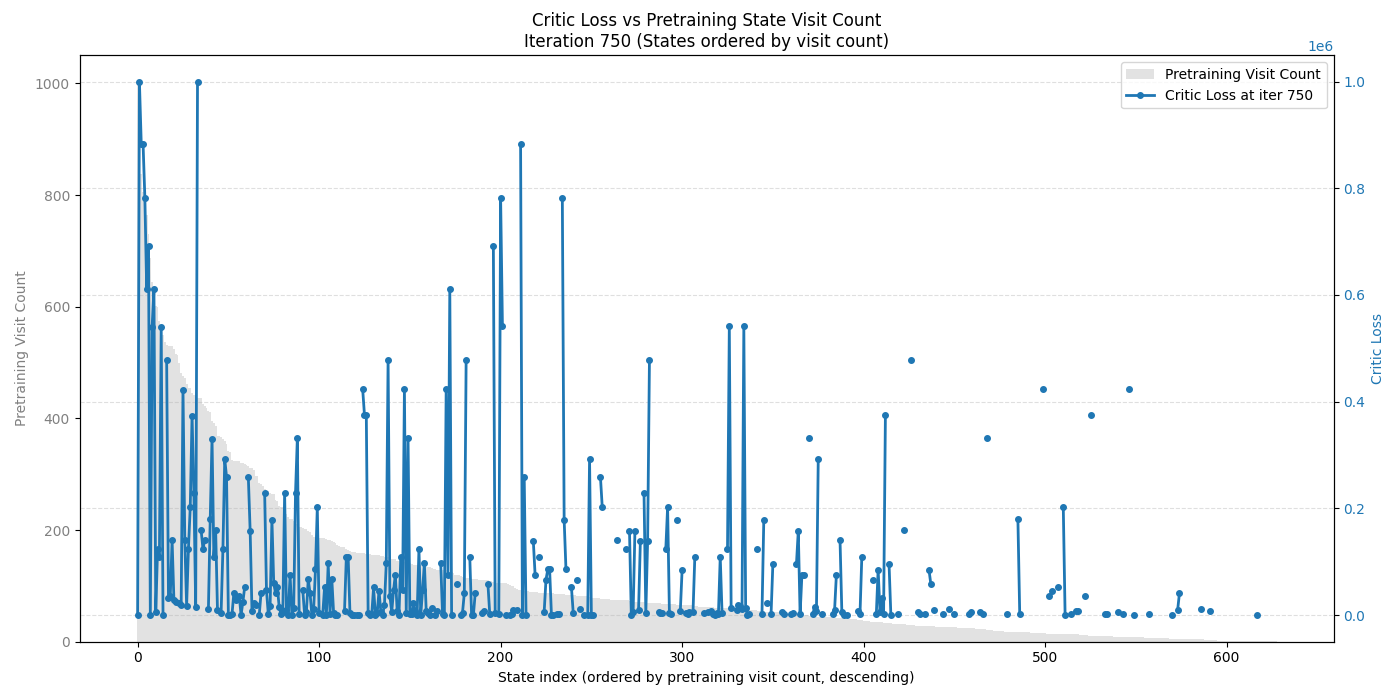 Critic Loss vs Pretraining State Visit Count
Iteration 750 (States ordered by visit count)
1e6
Pretraining Visit Count
Critic Loss at iter 750
1000
800
600
400
200
0
Pretraining Visit Count
1.0
0.8
0.6
0.4
0.2
0.0
Critic Loss
0 100 200 300 400 500 600
State index (ordered by pretraining visit count, descending)